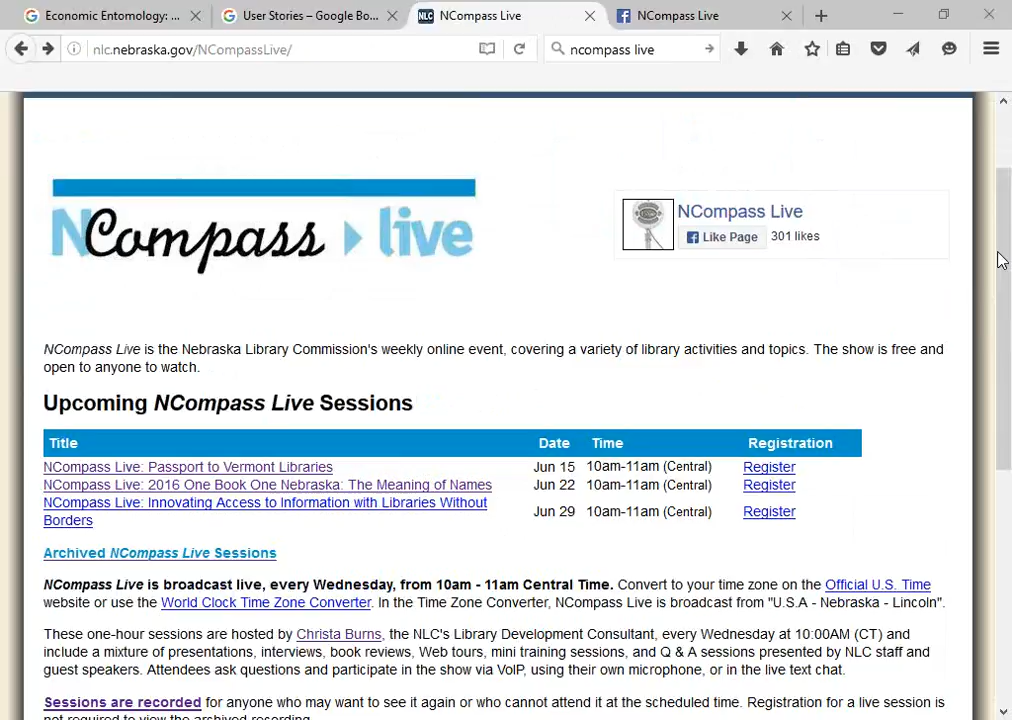 Economic Entomology: ...
User Stories – Google Bo...
NCompass Live
NCompass Live
nlc.nebraska.gov/NCompassLive/
ncompass live
NCompass live
NCompass Live
Like Page
301 likes
NCompass Live is the Nebraska Library Commission's weekly online event, covering a variety of library activities and topics. The show is free and
open to anyone to watch.
Upcoming NCompass Live Sessions
Title Date Time Registration
NCompass Live: Passport to Vermont Libraries Jun 15 10am-11am (Central) Register
NCompass Live: 2016 One Book One Nebraska: The Meaning of Names Jun 22 10am-11am (Central) Register
NCompass Live: Innovating Access to Information with Libraries Without
Borders Jun 29 10am-11am (Central) Register
Archived NCompass Live Sessions
NCompass Live is broadcast live, every Wednesday, from 10am - 11am Central Time. Convert to your time zone on the Official U.S. Time
website or use the World Clock Time Zone Converter. In the Time Zone Converter, NCompass Live is broadcast from "U.S.A - Nebraska - Lincoln".
These one-hour sessions are hosted by Christa Burns, the NLC's Library Development Consultant, every Wednesday at 10:00AM (CT) and
include a mixture of presentations, interviews, book reviews, Web tours, mini training sessions, and Q & A sessions presented by NLC staff and
guest speakers. Attendees ask questions and participate in the show via VoIP, using their own microphone, or in the live text chat.
Sessions are recorded for anyone who may want to see it again or who cannot attend it at the scheduled time. Registration for a live session is
not required to view the archived recording.